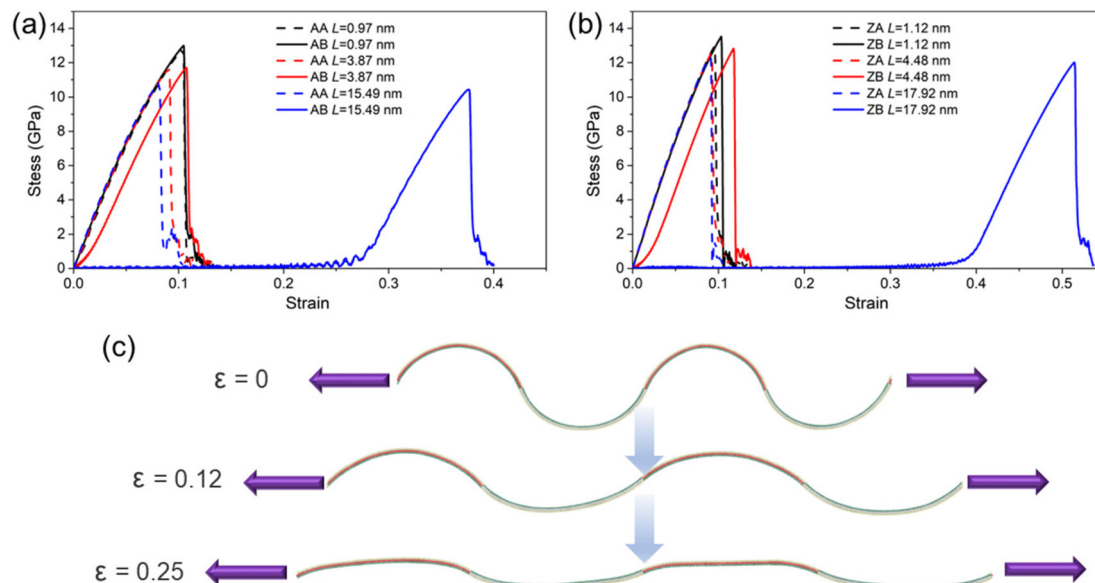 (a)
14
12
10
8
6
4
2
0
Stess (GPa)
AA L=0.97 nm
AB L=0.97 nm
AA L=3.87 nm
AB L=3.87 nm
AA L=15.49 nm
AB L=15.49 nm
0.0 0.1 0.2 0.3 0.4
Strain
(b)
14
12
10
8
6
4
2
0
Stess (GPa)
ZA L=1.12 nm
ZB L=1.12 nm
ZA L=4.48 nm
ZB L=4.48 nm
ZA L=17.92 nm
ZB L=17.92 nm
0.0 0.1 0.2 0.3 0.4 0.5
Strain
(c)
ε = 0
ε = 0.12
ε = 0.25